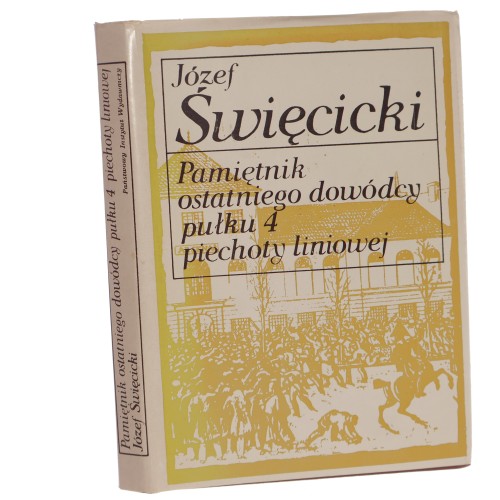 Józef
Święcicki
Pamiętnik
ostatniego dowódcy
pułku 4
piechoty liniowej
Pamiętnik ostatniego dowódcy pułku 4 piechoty liniowej
Józef Święcicki
Państwowy Instytut Wydawniczy